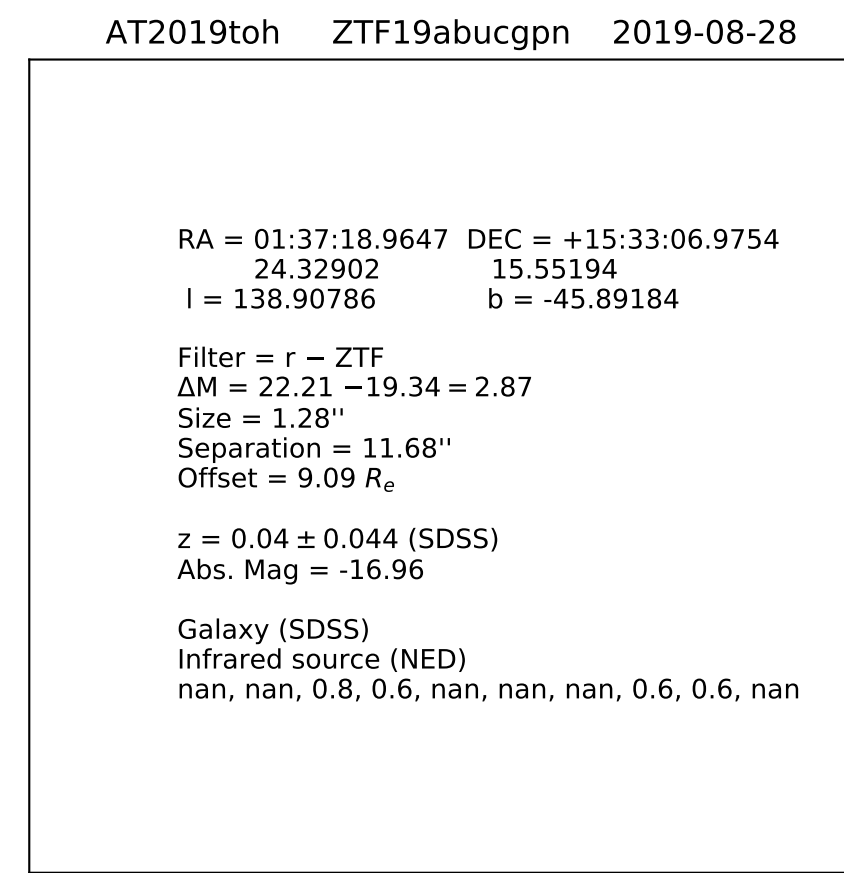 AT2019toh ZTF19abucgpn 2019-08-28
RA = 01:37:18.9647 DEC = +15:33:06.9754
24.32902 15.55194
l = 138.90786 b = -45.89184
Filter = r − ZTF
ΔM = 22.21 −19.34 = 2.87
Size = 1.28''
Separation = 11.68''
Offset = 9.09 Rₑ
z = 0.04 ± 0.044 (SDSS)
Abs. Mag = -16.96
Galaxy (SDSS)
Infrared source (NED)
nan, nan, 0.8, 0.6, nan, nan, nan, 0.6, 0.6, nan